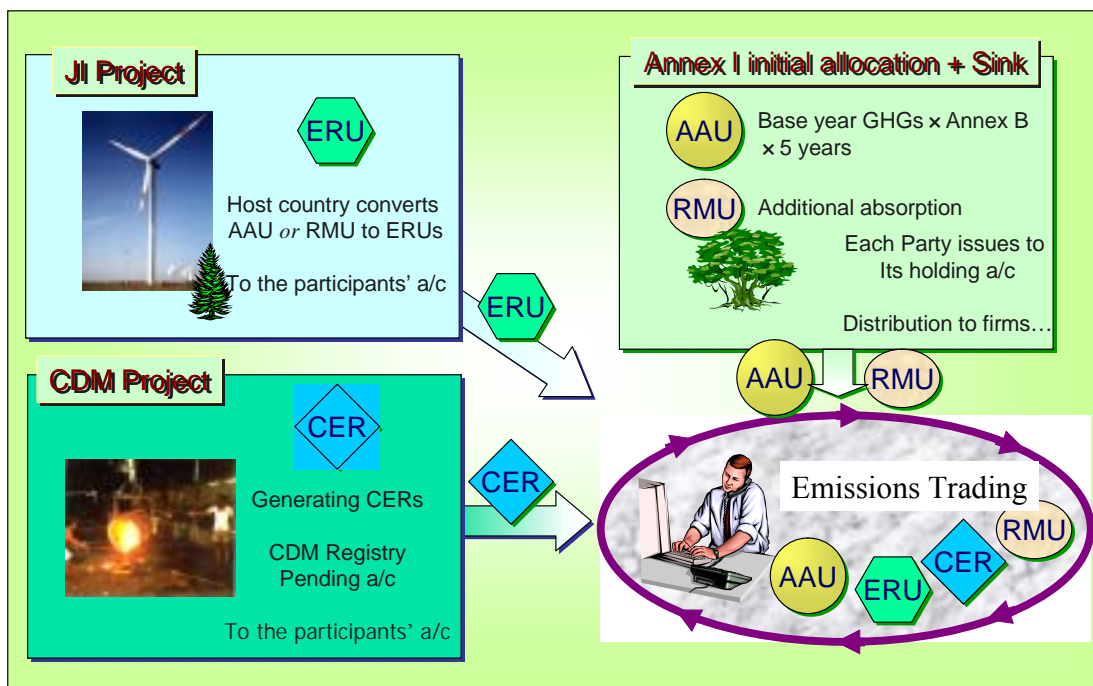 JI Project
ERU
Host country converts
AAU or RMU to ERUs
To the participants' a/c
ERU
CDM Project
CER
Generating CERs
CDM Registry
Pending a/c
To the participants' a/c
CER
Annex I initial allocation + Sink
AAU
Base year GHGs × Annex B
× 5 years
RMU
Additional absorption
Each Party issues to
Its holding a/c
Distribution to firms…
AAU
RMU
Emissions Trading
AAU
ERU
CER
RMU